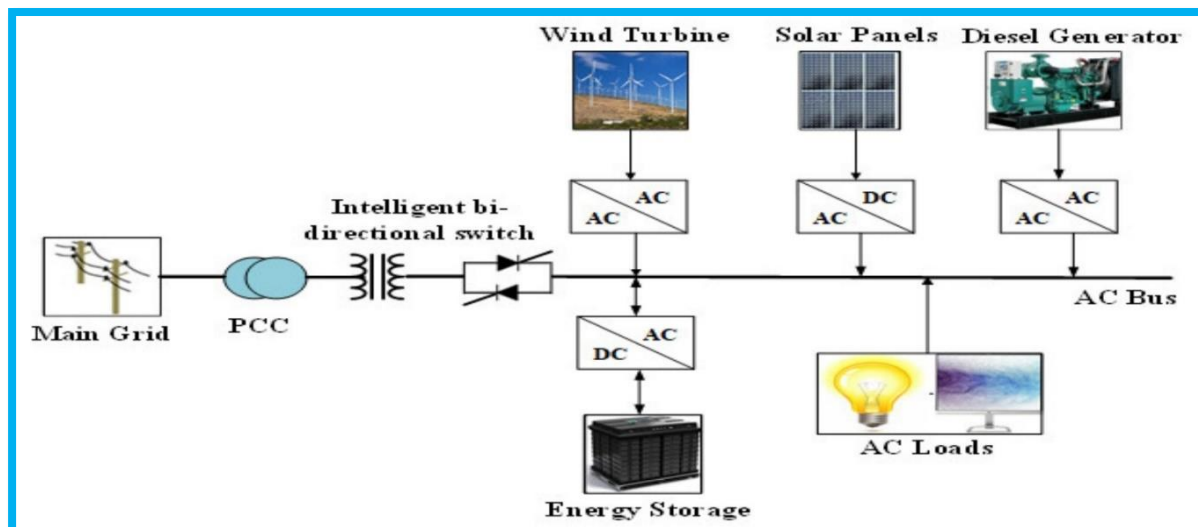 Wind Turbine
Solar Panels
Diesel Generator
AC
AC
DC
AC
AC
AC
Intelligent bi-
directional switch
Main Grid
PCC
AC Bus
AC
DC
AC Loads
Energy Storage